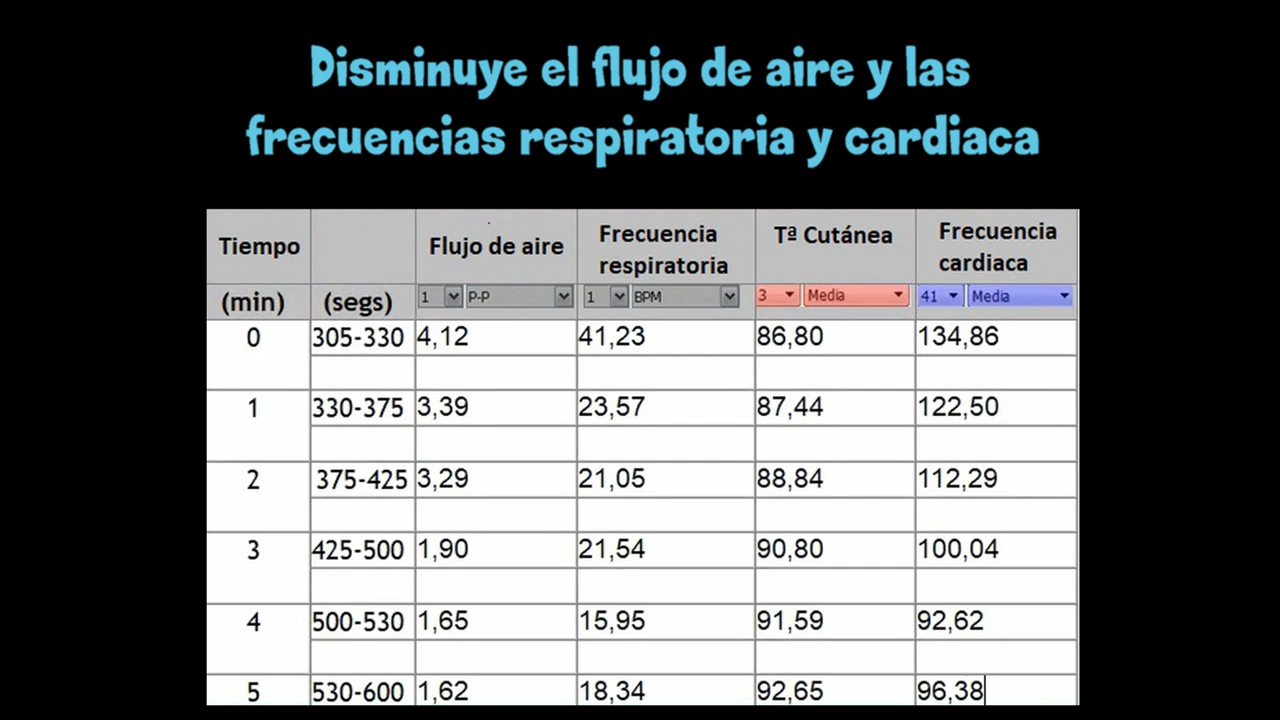 Disminuye el flujo de aire y las
frecuencias respiratoria y cardiaca
Tiempo Flujo de aire Frecuencia respiratoria Tª Cutánea Frecuencia cardiaca
(min) (segs) 1 P-P 1 BPM 3 Media 41 Media
0 305-330 4,12 41,23 86,80 134,86
1 330-375 3,39 23,57 87,44 122,50
2 375-425 3,29 21,05 88,84 112,29
3 425-500 1,90 21,54 90,80 100,04
4 500-530 1,65 15,95 91,59 92,62
5 530-600 1,62 18,34 92,65 96,38